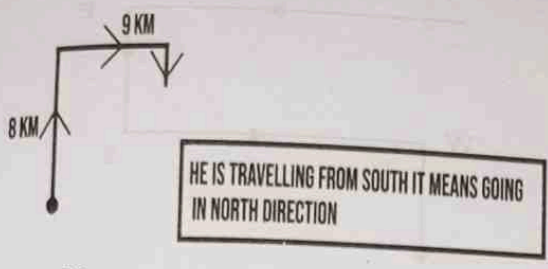 9 KM
8 KM
HE IS TRAVELLING FROM SOUTH IT MEANS GOING
IN NORTH DIRECTION